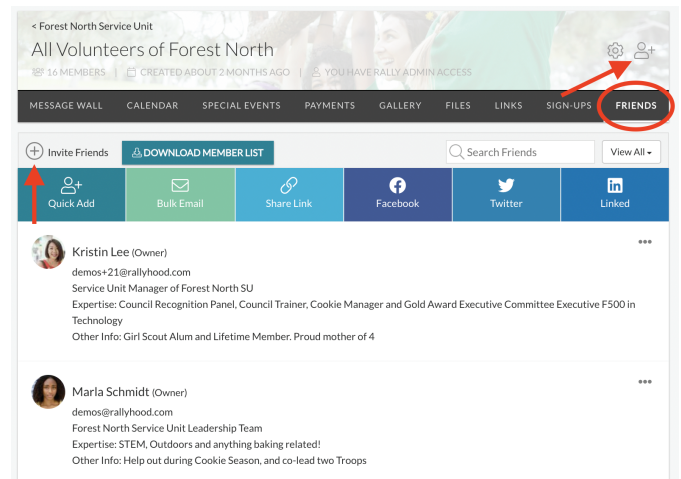 < Forest North Service Unit
All Volunteers of Forest North
16 MEMBERS | CREATED ABOUT 2 MONTHS AGO | YOU HAVE RALLY ADMIN ACCESS
MESSAGE WALL CALENDAR SPECIAL EVENTS PAYMENTS GALLERY FILES LINKS SIGN-UPS FRIENDS
Invite Friends DOWNLOAD MEMBER LIST Search Friends View All
Quick Add Bulk Email Share Link Facebook Twitter Linked
Kristin Lee (Owner)
demos+21@rallyhood.com
Service Unit Manager of Forest North SU
Expertise: Council Recognition Panel, Council Trainer, Cookie Manager and Gold Award Executive Committee Executive F500 in
Technology
Other Info: Girl Scout Alum and Lifetime Member. Proud mother of 4
Marla Schmidt (Owner)
demos@rallyhood.com
Forest North Service Unit Leadership Team
Expertise: STEM, Outdoors and anything baking related!
Other Info: Help out during Cookie Season, and co-lead two Troops